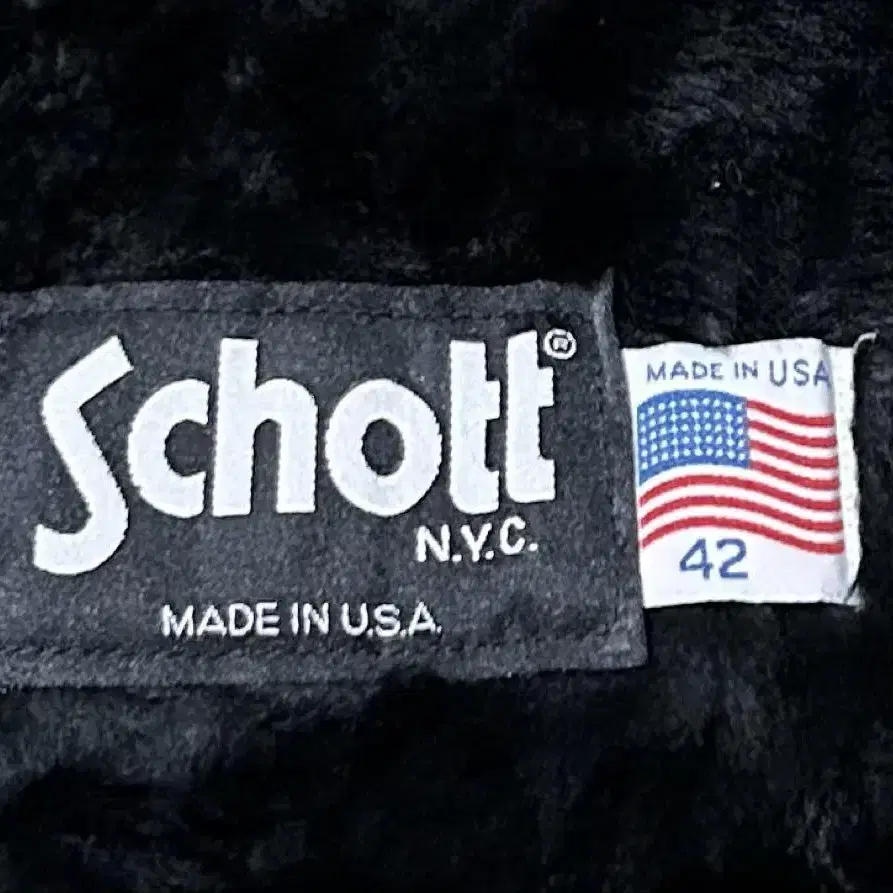 Schott®
N.Y.C.
MADE IN U.S.A.
MADE IN USA
42